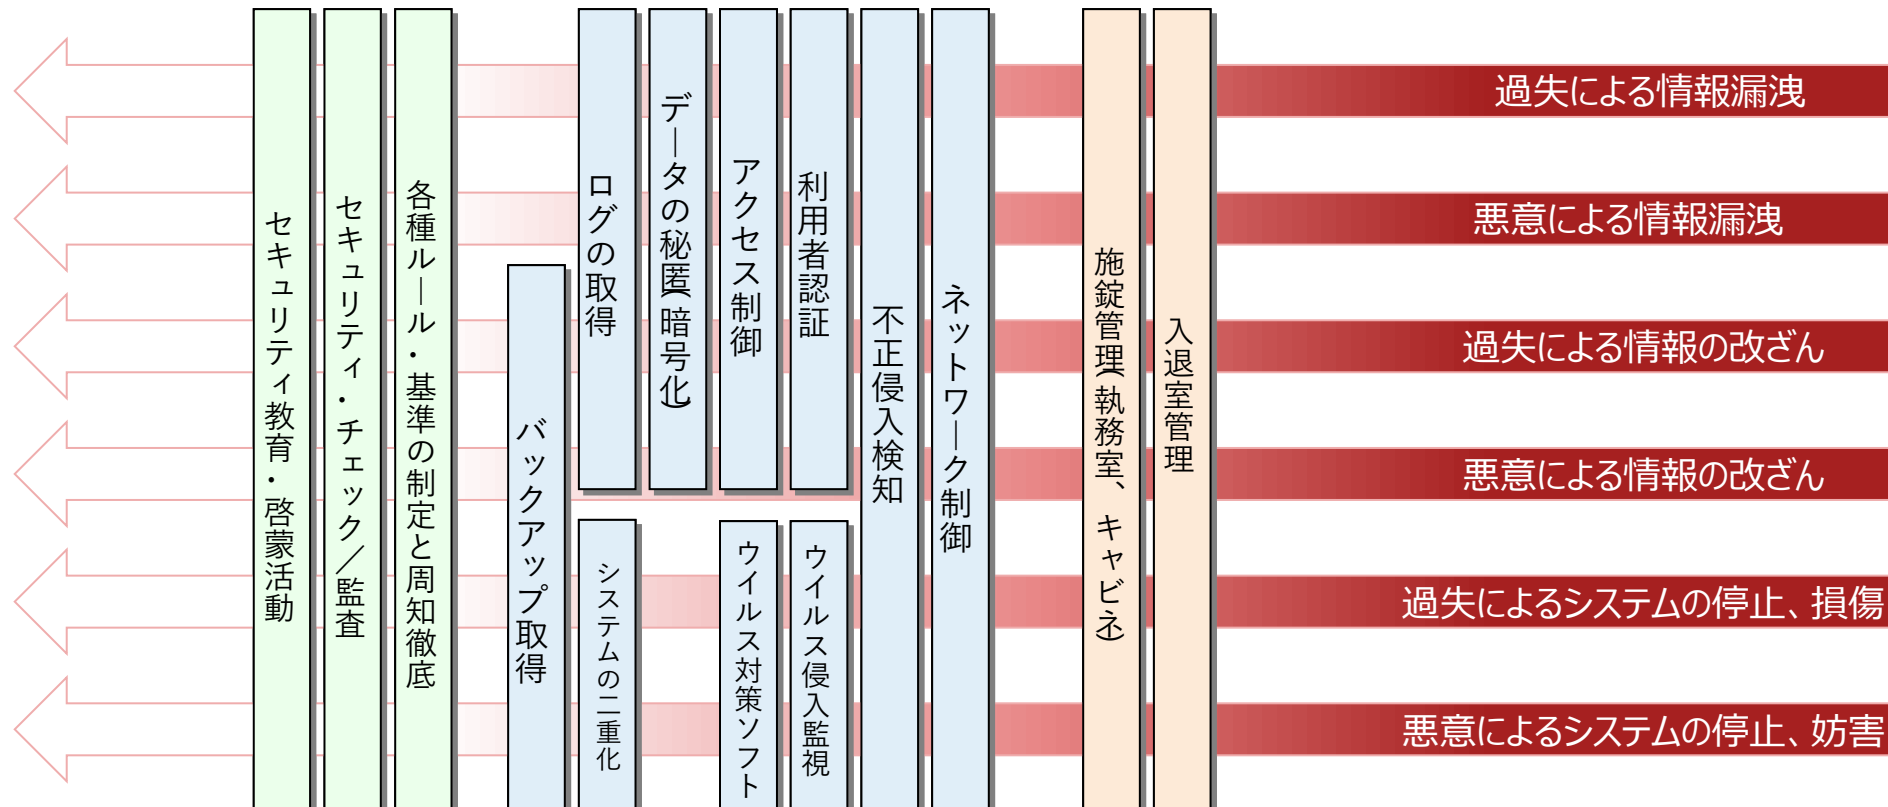 セキュリティ教育・啓蒙活動
セキュリティ・チェック／監査
各種ルール・基準の制定と周知徹底
バックアップ取得
ログの取得
システムの二重化
データの秘匿(暗号化)
アクセス制御
ウイルス対策ソフト
利用者認証
ウイルス侵入監視
不正侵入検知
ネットワーク制御
施錠管理(執務室、キャビネ)
入退室管理
過失による情報漏洩
悪意による情報漏洩
過失による情報の改ざん
悪意による情報の改ざん
過失によるシステムの停止、損傷
悪意によるシステムの停止、妨害